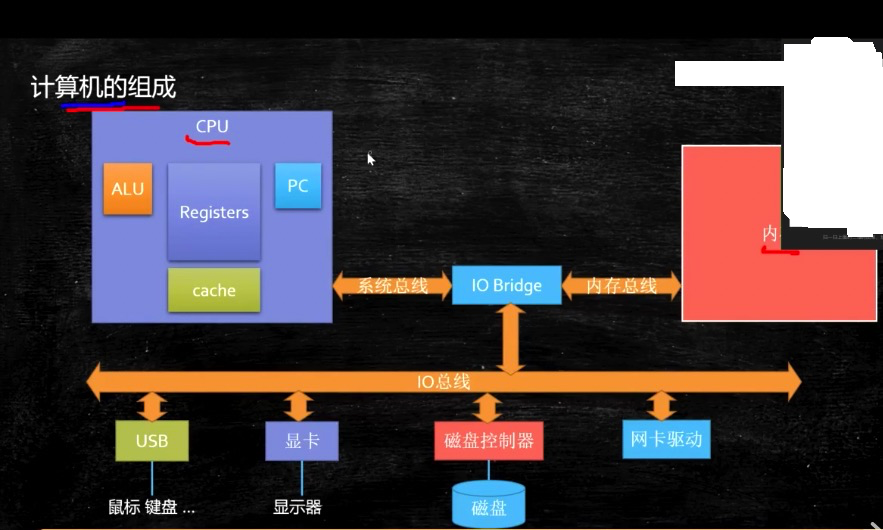 计算机的组成
CPU
ALU
Registers
PC
cache
内
系统总线
IO Bridge
内存总线
IO总线
USB
显卡
磁盘控制器
网卡驱动
鼠标 键盘 ...
显示器
磁盘